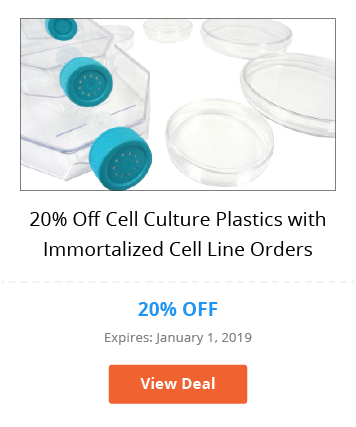 20% Off Cell Culture Plastics with
Immortalized Cell Line Orders
20% OFF
Expires: January 1, 2019
View Deal